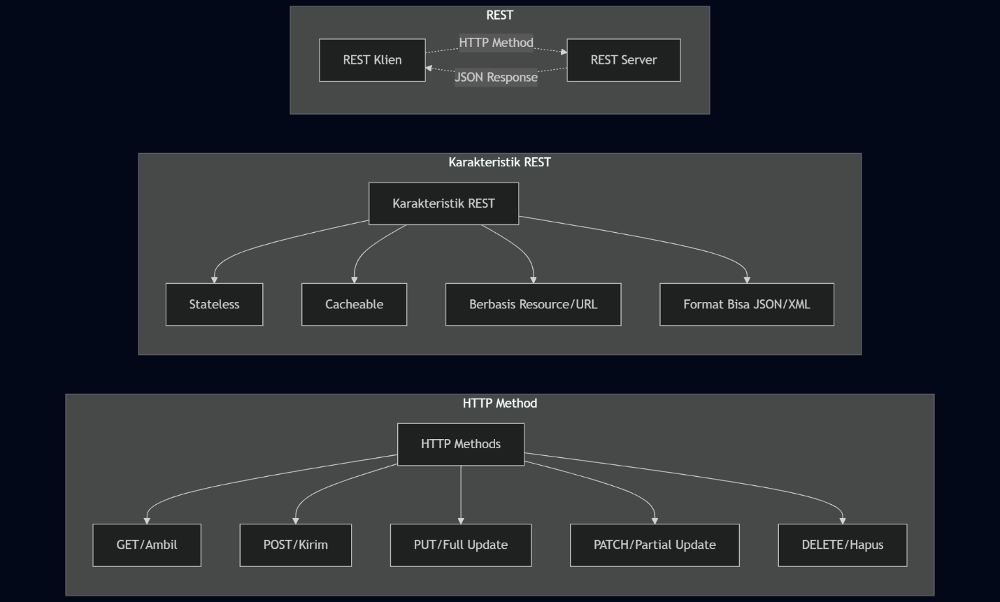 REST
REST Klien
HTTP Method
REST Server
JSON Response
Karakteristik REST
Karakteristik REST
Stateless
Cacheable
Berbasis Resource/URL
Format Bisa JSON/XML
HTTP Method
HTTP Methods
GET/Ambil
POST/Kirim
PUT/Full Update
PATCH/Partial Update
DELETE/Hapus